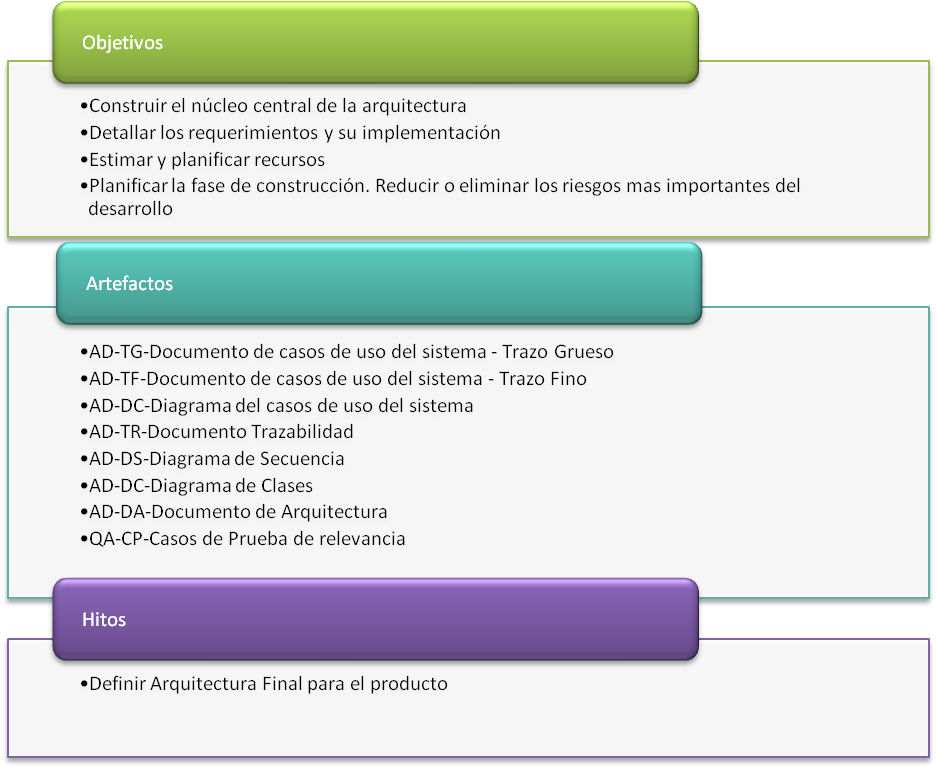 Objetivos
•Construir el núcleo central de la arquitectura
•Detallar los requerimientos y su implementación
•Estimar y planificar recursos
•Planificar la fase de construcción. Reducir o eliminar los riesgos mas importantes del
desarrollo
Artefactos
•AD-TG-Documento de casos de uso del sistema - Trazo Grueso
•AD-TF-Documento de casos de uso del sistema - Trazo Fino
•AD-DC-Diagrama del casos de uso del sistema
•AD-TR-Documento Trazabilidad
•AD-DS-Diagrama de Secuencia
•AD-DC-Diagrama de Clases
•AD-DA-Documento de Arquitectura
•QA-CP-Casos de Prueba de relevancia
Hitos
•Definir Arquitectura Final para el producto